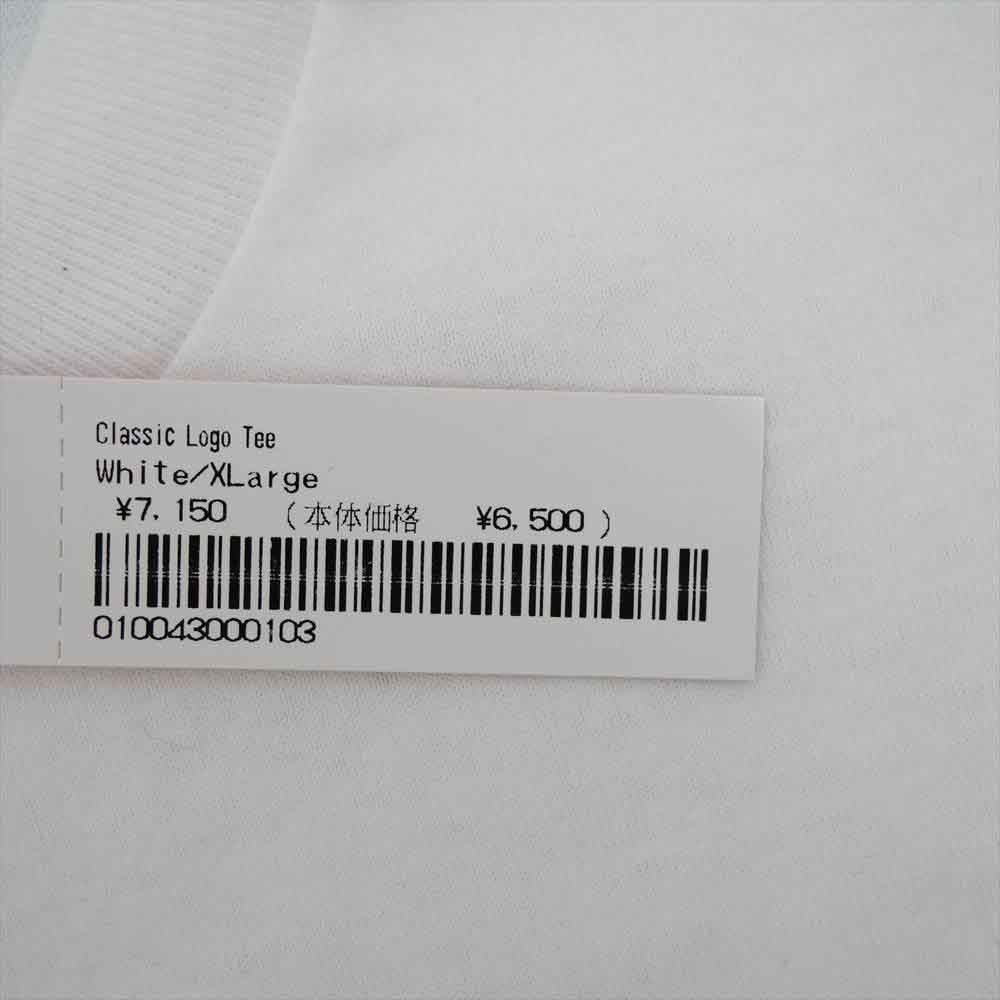 Classic Logo Tee
White/XLarge
¥7,150 (本体価格 ¥6,500)
010043000103